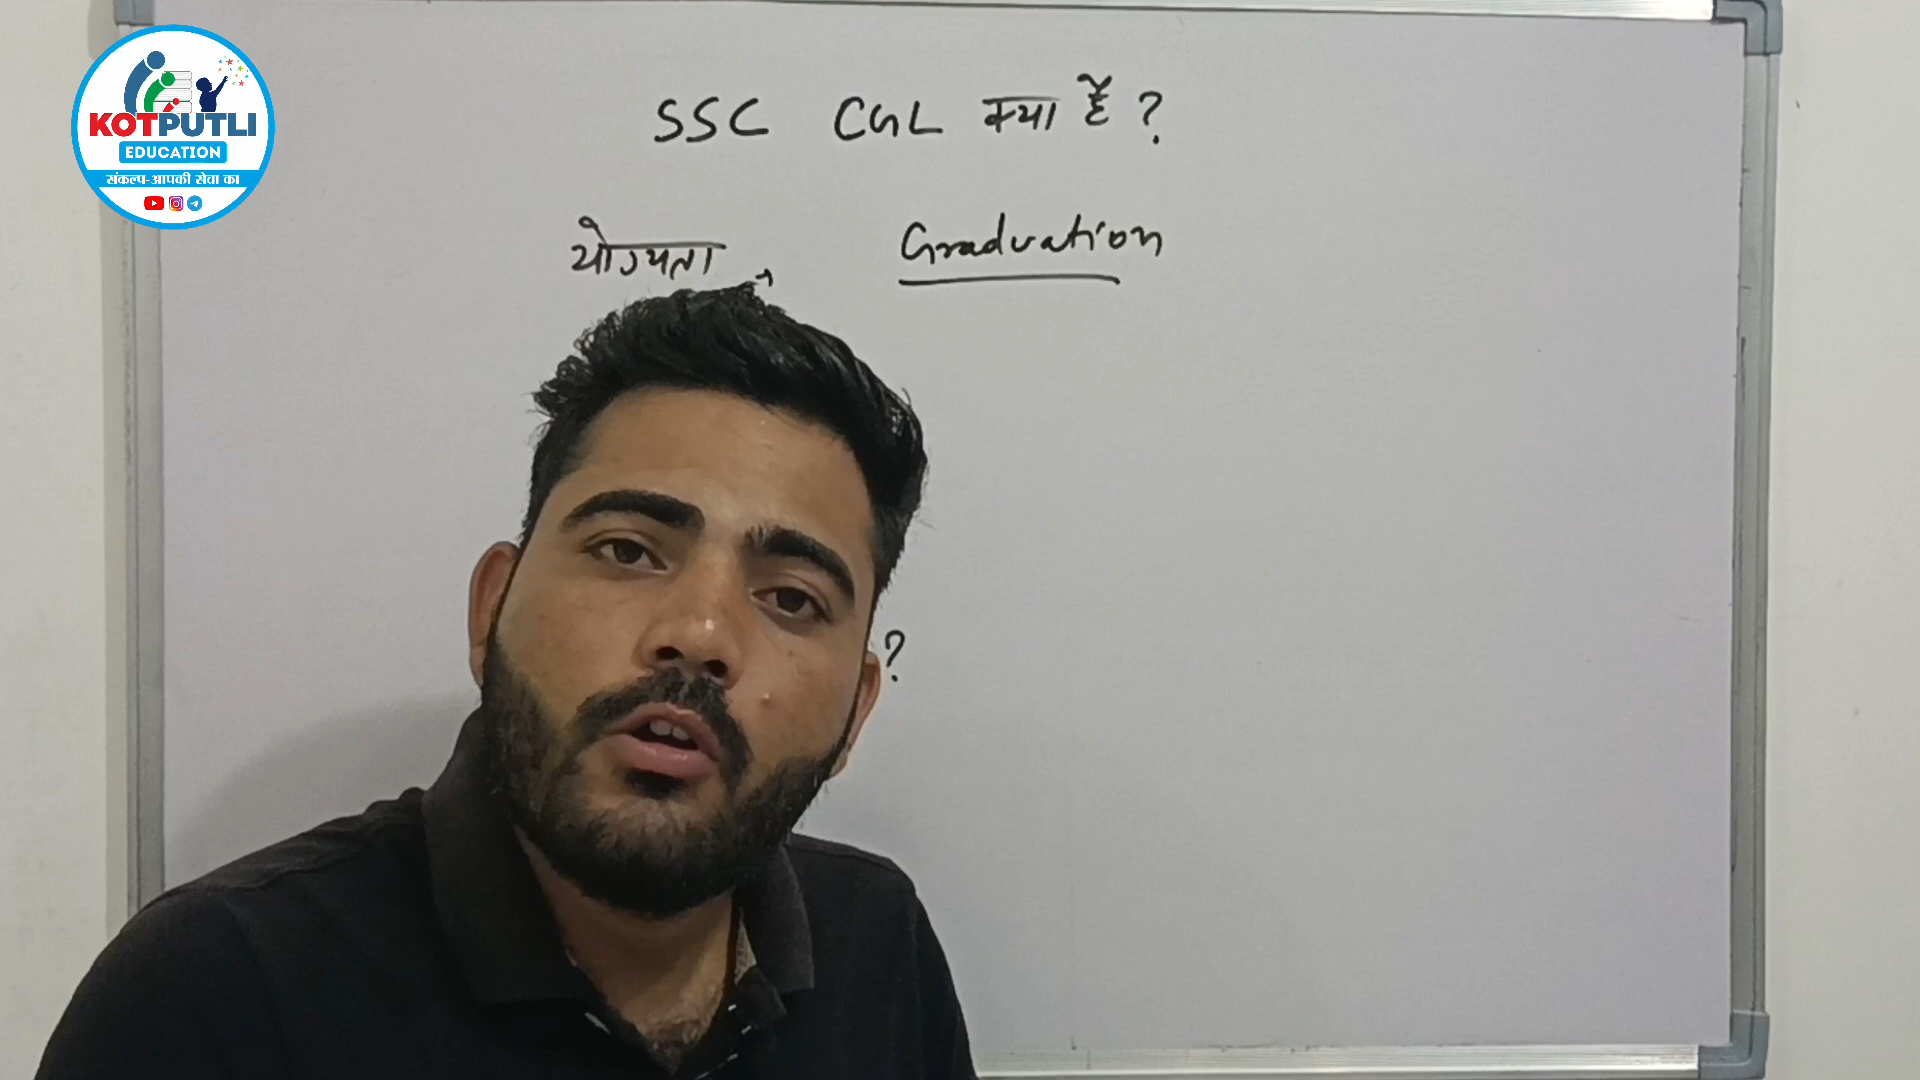 KOTPUTLI
EDUCATION
संकल्प-आपकी सेवा का
SSC CGL क्या है ?
योग्यता Graduation
?